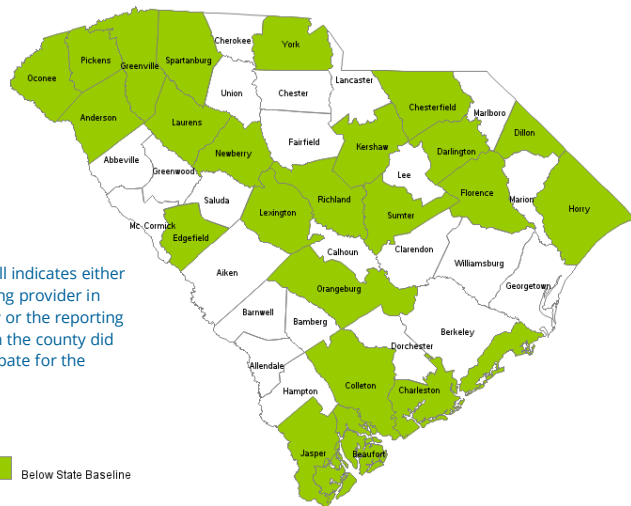 Cherokee
York
Oconee
Pickens
Greenville
Spartanburg
Union
Chester
Lancaster
Chesterfield
Marlboro
Dillon
Anderson
Laurens
Newberry
Fairfield
Kershaw
Darlington
Lee
Florence
Marion
Horry
Abbeville
Greenwood
Saluda
Lexington
Richland
Sumter
Mc Cormick
Edgefield
Aiken
Calhoun
Clarendon
Williamsburg
Georgetown
Orangeburg
Barnwell
Bamberg
Berkeley
Dorchester
Allendale
Hampton
Colleton
Charleston
Jasper
Beaufort
ll indicates either
ng provider in
or the reporting
the county did
pate for the
Below State Baseline